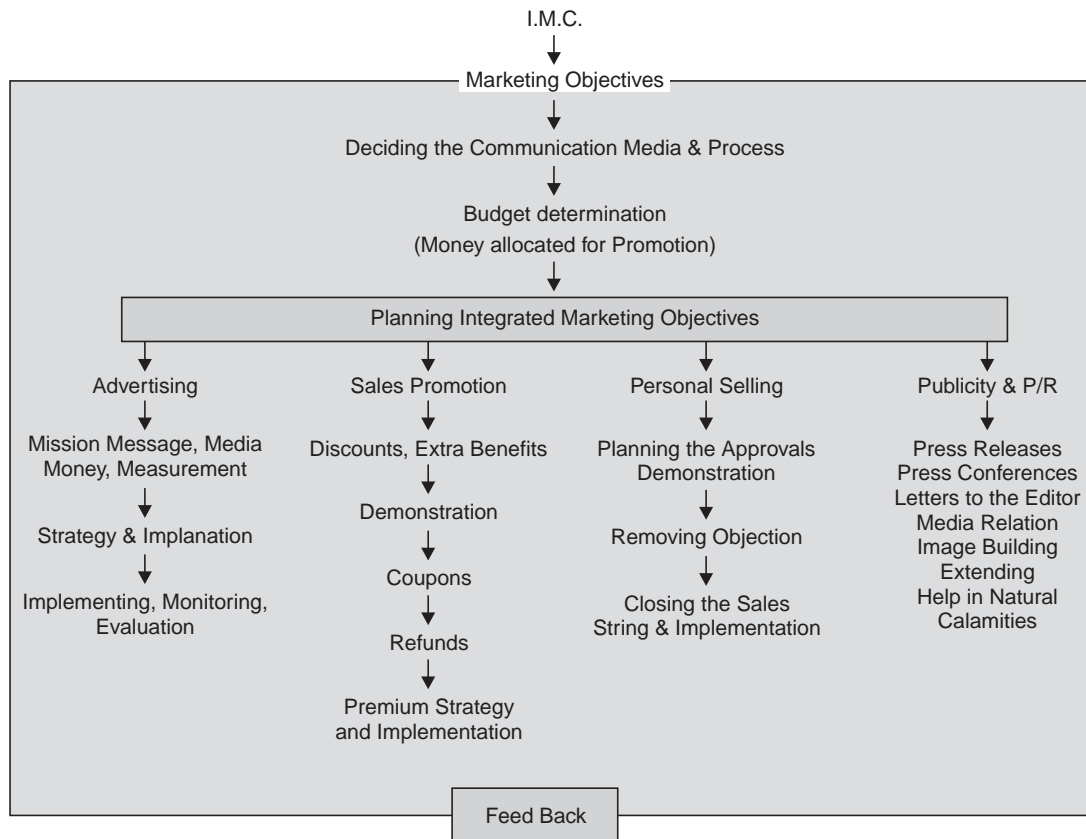 I.M.C.
Marketing Objectives
Deciding the Communication Media & Process
Budget determination
(Money allocated for Promotion)
Planning Integrated Marketing Objectives
Advertising
Mission Message, Media
Money, Measurement
Strategy & Implanation
Implementing, Monitoring,
Evaluation
Sales Promotion
Discounts, Extra Benefits
Demonstration
Coupons
Refunds
Premium Strategy
and Implementation
Personal Selling
Planning the Approvals
Demonstration
Removing Objection
Closing the Sales
String & Implementation
Publicity & P/R
Press Releases
Press Conferences
Letters to the Editor
Media Relation
Image Building
Extending
Help in Natural
Calamities
Feed Back